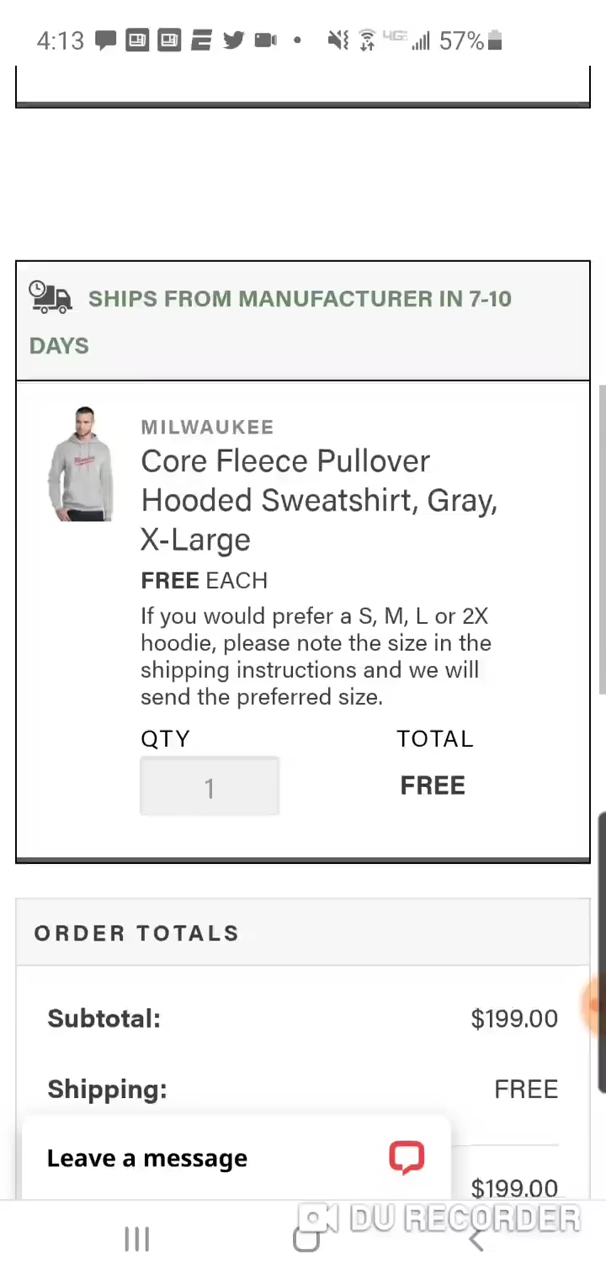 4:13
4GE
57%
SHIPS FROM MANUFACTURER IN 7-10
DAYS
MILWAUKEE
Core Fleece Pullover
Hooded Sweatshirt, Gray,
X-Large
FREE EACH
If you would prefer a S, M, L or 2X
hoodie, please note the size in the
shipping instructions and we will
send the preferred size.
QTY TOTAL
1 FREE
ORDER TOTALS
Subtotal: $199.00
Shipping: FREE
Leave a message
$199.00
DU RECORDER